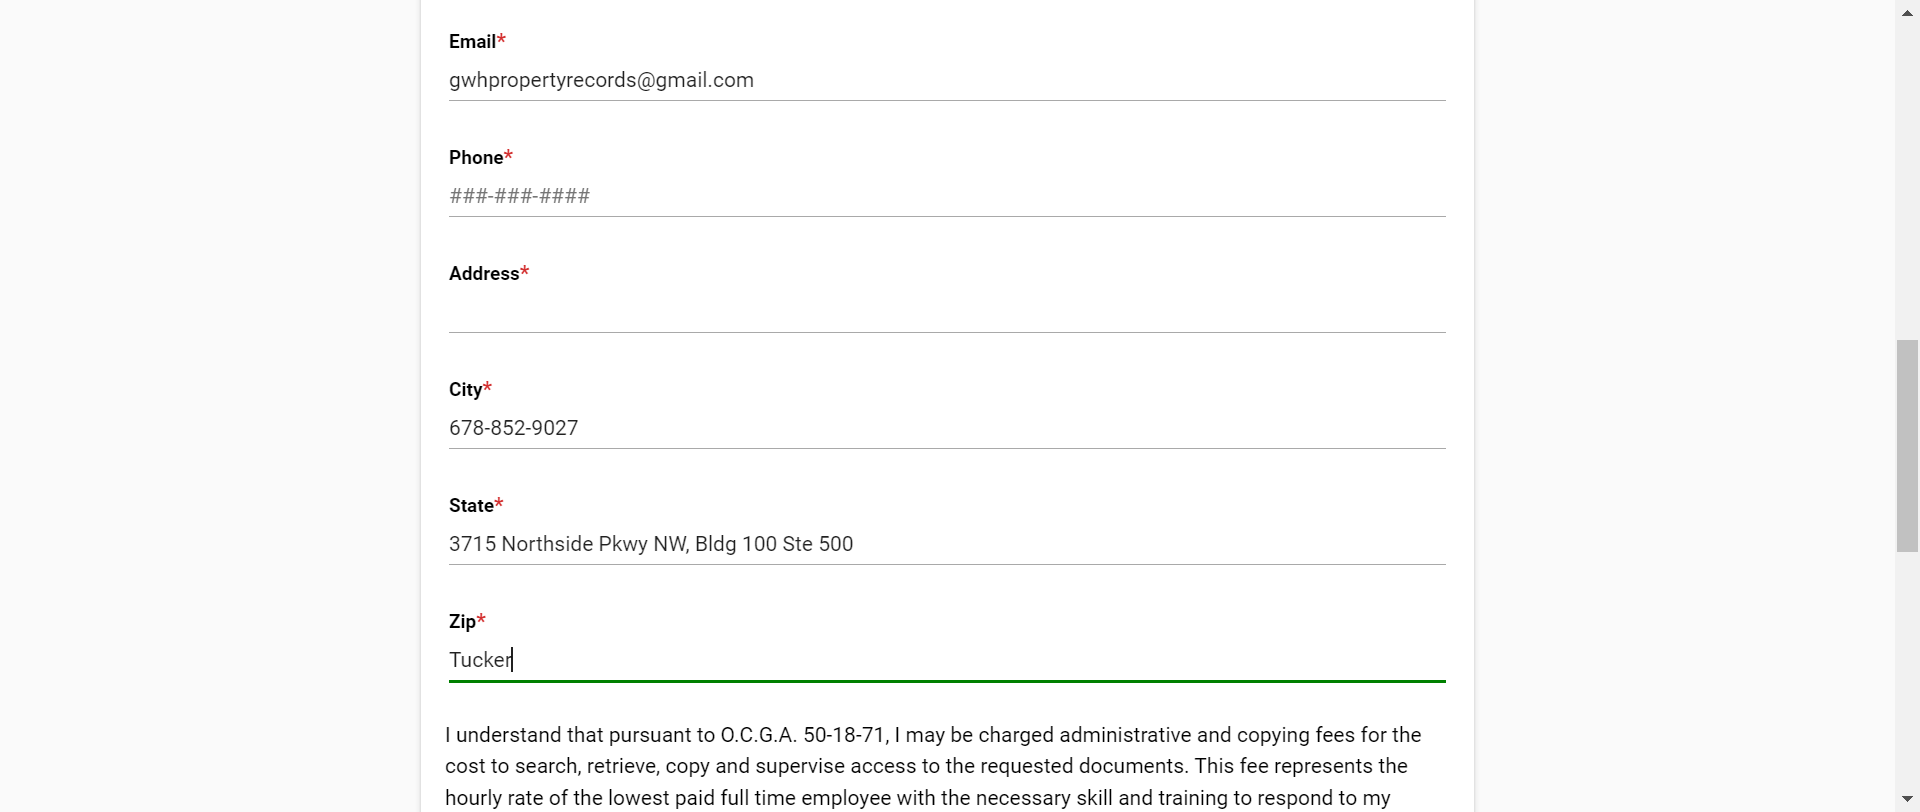 Email*
gwhpropertyrecords@gmail.com
Phone*
###-###-####
Address*
City*
678-852-9027
State*
3715 Northside Pkwy NW, Bldg 100 Ste 500
Zip*
Tucker
I understand that pursuant to O.C.G.A. 50-18-71, I may be charged administrative and copying fees for the
cost to search, retrieve, copy and supervise access to the requested documents. This fee represents the
hourly rate of the lowest paid full time employee with the necessary skill and training to respond to my